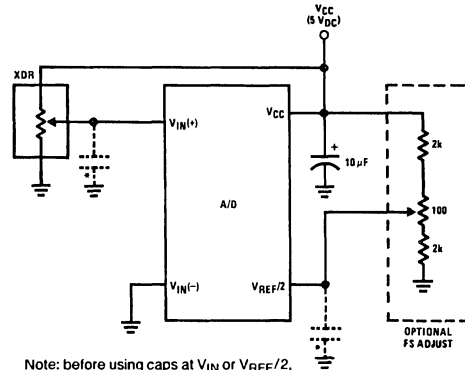 VCC
(5 VDC)
XDR
VIN(+)
VCC
2k
+
10 µF
*
A/D
100
2k
VIN(-)
VREF/2
*
OPTIONAL
FS ADJUST
Note: before using caps at VIN or VREF/2,